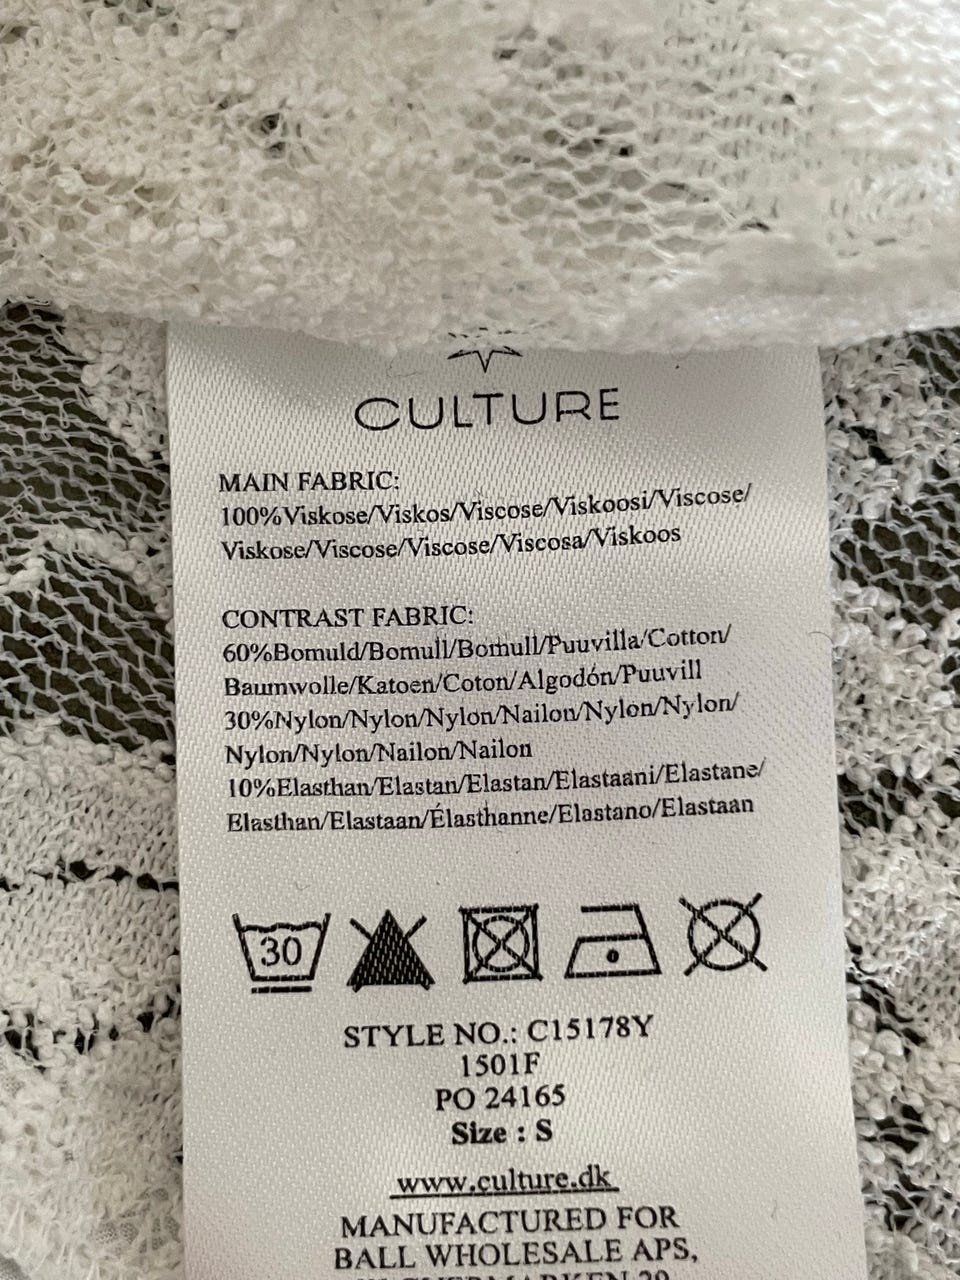 CULTURE
MAIN FABRIC:
100%Viskose/Viskos/Viscose/Viskoosi/Viscose/
Viskose/Viscose/Viscose/Viscosa/Viskoos
CONTRAST FABRIC:
60%Bomuld/Bomull/Bomull/Puuvilla/Cotton/
Baumwolle/Katoen/Coton/Algodón/Puuvill
30%Nylon/Nylon/Nylon/Nailon/Nylon/Nylon/
Nylon/Nylon/Nailon/Nailon
10%Elasthan/Elastan/Elastan/Elastaani/Elastane/
Elasthan/Elastaan/Élasthanne/Elastano/Elastaan
30
STYLE NO.: C15178Y
1501F
PO 24165
Size : S
www.culture.dk
MANUFACTURED FOR
BALL WHOLESALE APS,